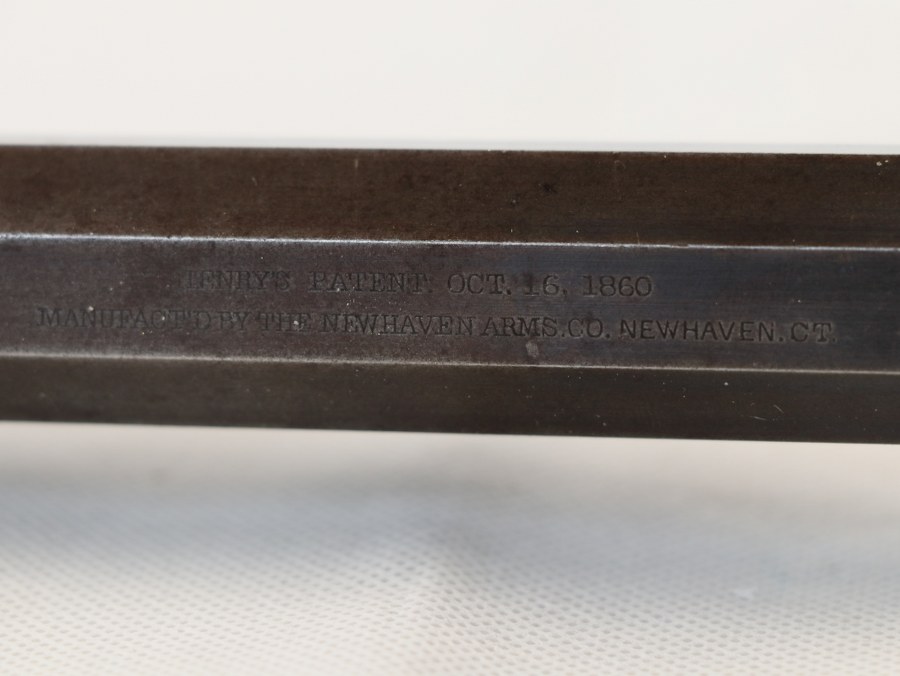 HENRY'S PATENT. OCT. 16. 1860
MANUFACT'D BY THE NEWHAVEN ARMS.CO. NEWHAVEN.CT.